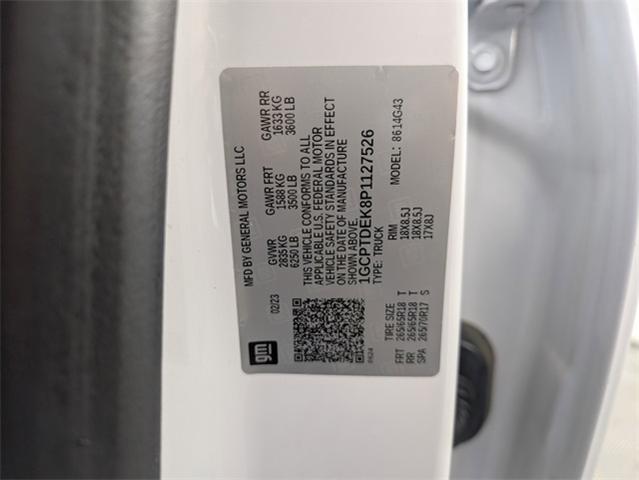 gm
MFD BY GENERAL MOTORS LLC
02/23 GVWR GAWR FRT GAWR RR
2835 KG 1588 KG 1633 KG
6250 LB 3500 LB 3600 LB
THIS VEHICLE CONFORMS TO ALL
APPLICABLE U.S. FEDERAL MOTOR
VEHICLE SAFETY STANDARDS IN EFFECT
ON THE DATE OF MANUFACTURE
SHOWN ABOVE.
1GCPTDEK8P1127526
TYPE: TRUCK MODEL: 8614G43
TIRE SIZE RIM
FRT 265/65R18 T 18X8.5J
RR 265/65R18 T 18X8.5J
SPA 265/70R17 S 17X8J